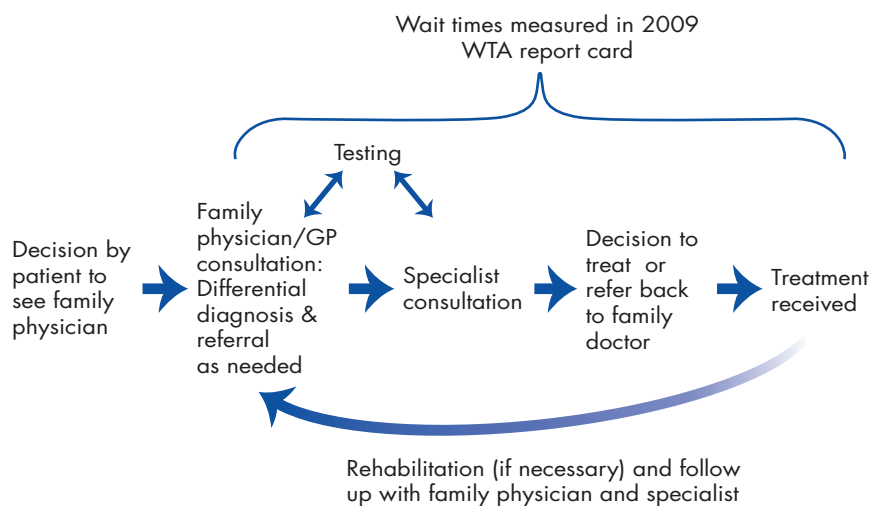 Wait times measured in 2009
WTA report card
Testing
Decision by
patient to
see family
physician
Family
physician/GP
consultation:
Differential
diagnosis &
referral
as needed
Specialist
consultation
Decision to
treat or
refer back
to family
doctor
Treatment
received
Rehabilitation (if necessary) and follow
up with family physician and specialist